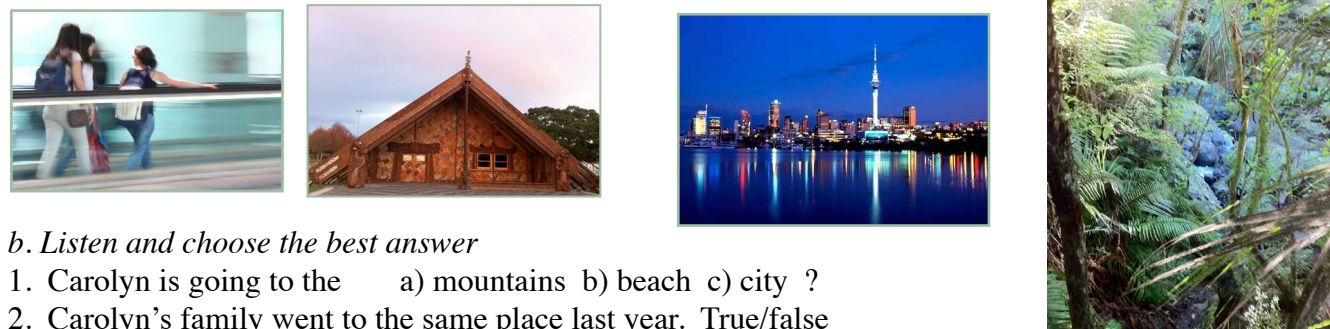 b. Listen and choose the best answer
1. Carolyn is going to the a) mountains b) beach c) city ?
2. Carolyn's family went to the same place last year. True/false